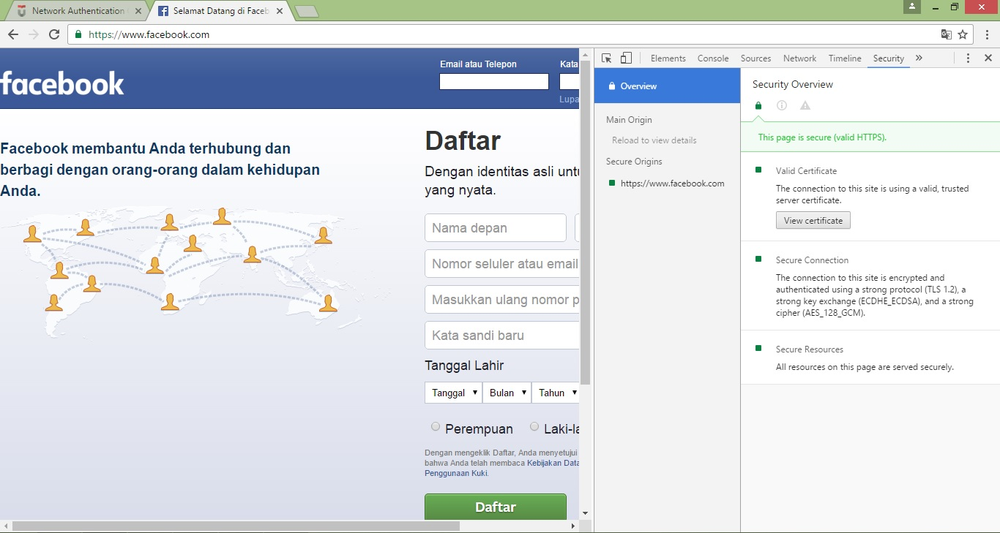 Network Authentication
Selamat Datang di Faceb
https://www.facebook.com
facebook
Email atau Telepon
Kata
Lupa
Facebook membantu Anda terhubung dan
berbagi dengan orang-orang dalam kehidupan
Anda.
Daftar
Dengan identitas asli untu
yang nyata.
Nama depan
Nomor seluler atau email
Masukkan ulang nomor p
Kata sandi baru
Tanggal Lahir
Tanggal
Bulan
Tahun
Perempuan
Laki-la
Dengan mengeklik Daftar, Anda menyetujui
bahwa Anda telah membaca Kebijakan Data
Penggunaan Kuki.
Daftar
Elements
Console
Sources
Network
Timeline
Security
Overview
Main Origin
Reload to view details
Secure Origins
https://www.facebook.com
Security Overview
This page is secure (valid HTTPS).
Valid Certificate
The connection to this site is using a valid, trusted
server certificate.
View certificate
Secure Connection
The connection to this site is encrypted and
authenticated using a strong protocol (TLS 1.2), a
strong key exchange (ECDHE_ECDSA), and a strong
cipher (AES_128_GCM).
Secure Resources
All resources on this page are served securely.